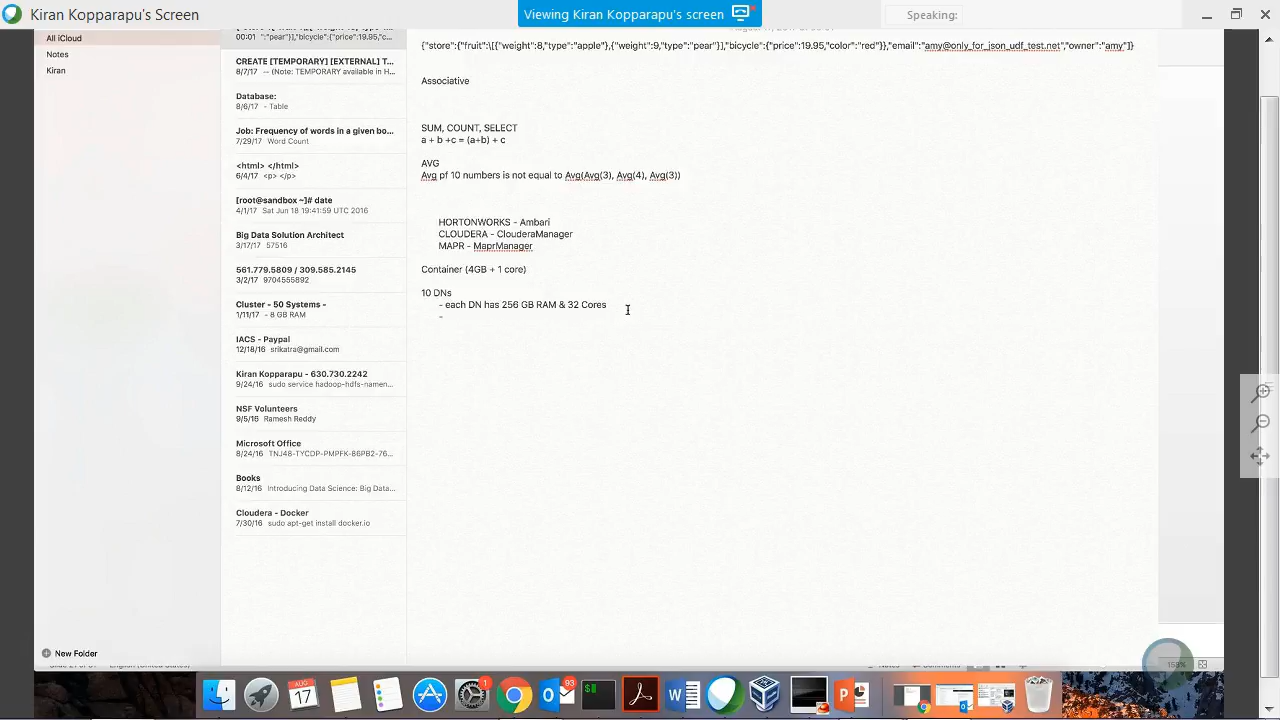 Kiran Kopparapu's Screen
Viewing Kiran Kopparapu's screen
Speaking:
All iCloud
Notes
Kiran
New Folder
00:01 ":"pear"}],"bicycle":{"price":19.95,"c...
CREATE [TEMPORARY] [EXTERNAL] T...
8/7/17 -- (Note: TEMPORARY available in H...
Database:
8/6/17 - Table
Job: Frequency of words in a given bo...
7/29/17 Word Count
<html> </html>
6/4/17 <p> </p>
[root@sandbox ~]# date
4/1/17 Sat Jun 18 19:41:59 UTC 2016
Big Data Solution Architect
3/17/17 57516
561.779.5809 / 309.585.2145
3/2/17 9704555892
Cluster - 50 Systems -
1/11/17 - 8 GB RAM
IACS - Paypal
12/18/16 srikatra@gmail.com
Kiran Kopparapu - 630.730.2242
9/24/16 sudo service hadoop-hdfs-namen...
NSF Volunteers
9/5/16 Ramesh Reddy
Microsoft Office
8/24/16 TNJ48-TYCDP-PMPFK-86PB2-76...
Books
8/12/16 Introducing Data Science: Big Data...
Cloudera - Docker
7/30/16 sudo apt-get install docker.io
{"store":{"fruit":\[{"weight":8,"type":"apple"},{"weight":9,"type":"pear"}],"bicycle":{"price":19.95,"color":"red"}},"email":"amy@only_for_json_udf_test.net","owner":"amy"]}
Associative
SUM, COUNT, SELECT
a + b +c = (a+b) + c
AVG
Avg pf 10 numbers is not equal to Avg(Avg(3), Avg(4), Avg(3))
HORTONWORKS - Ambari
CLOUDERA - ClouderaManager
MAPR - MaprManager
Container (4GB + 1 core)
10 DNs
- each DN has 256 GB RAM & 32 Cores
-
158%
AUG
17
1
93